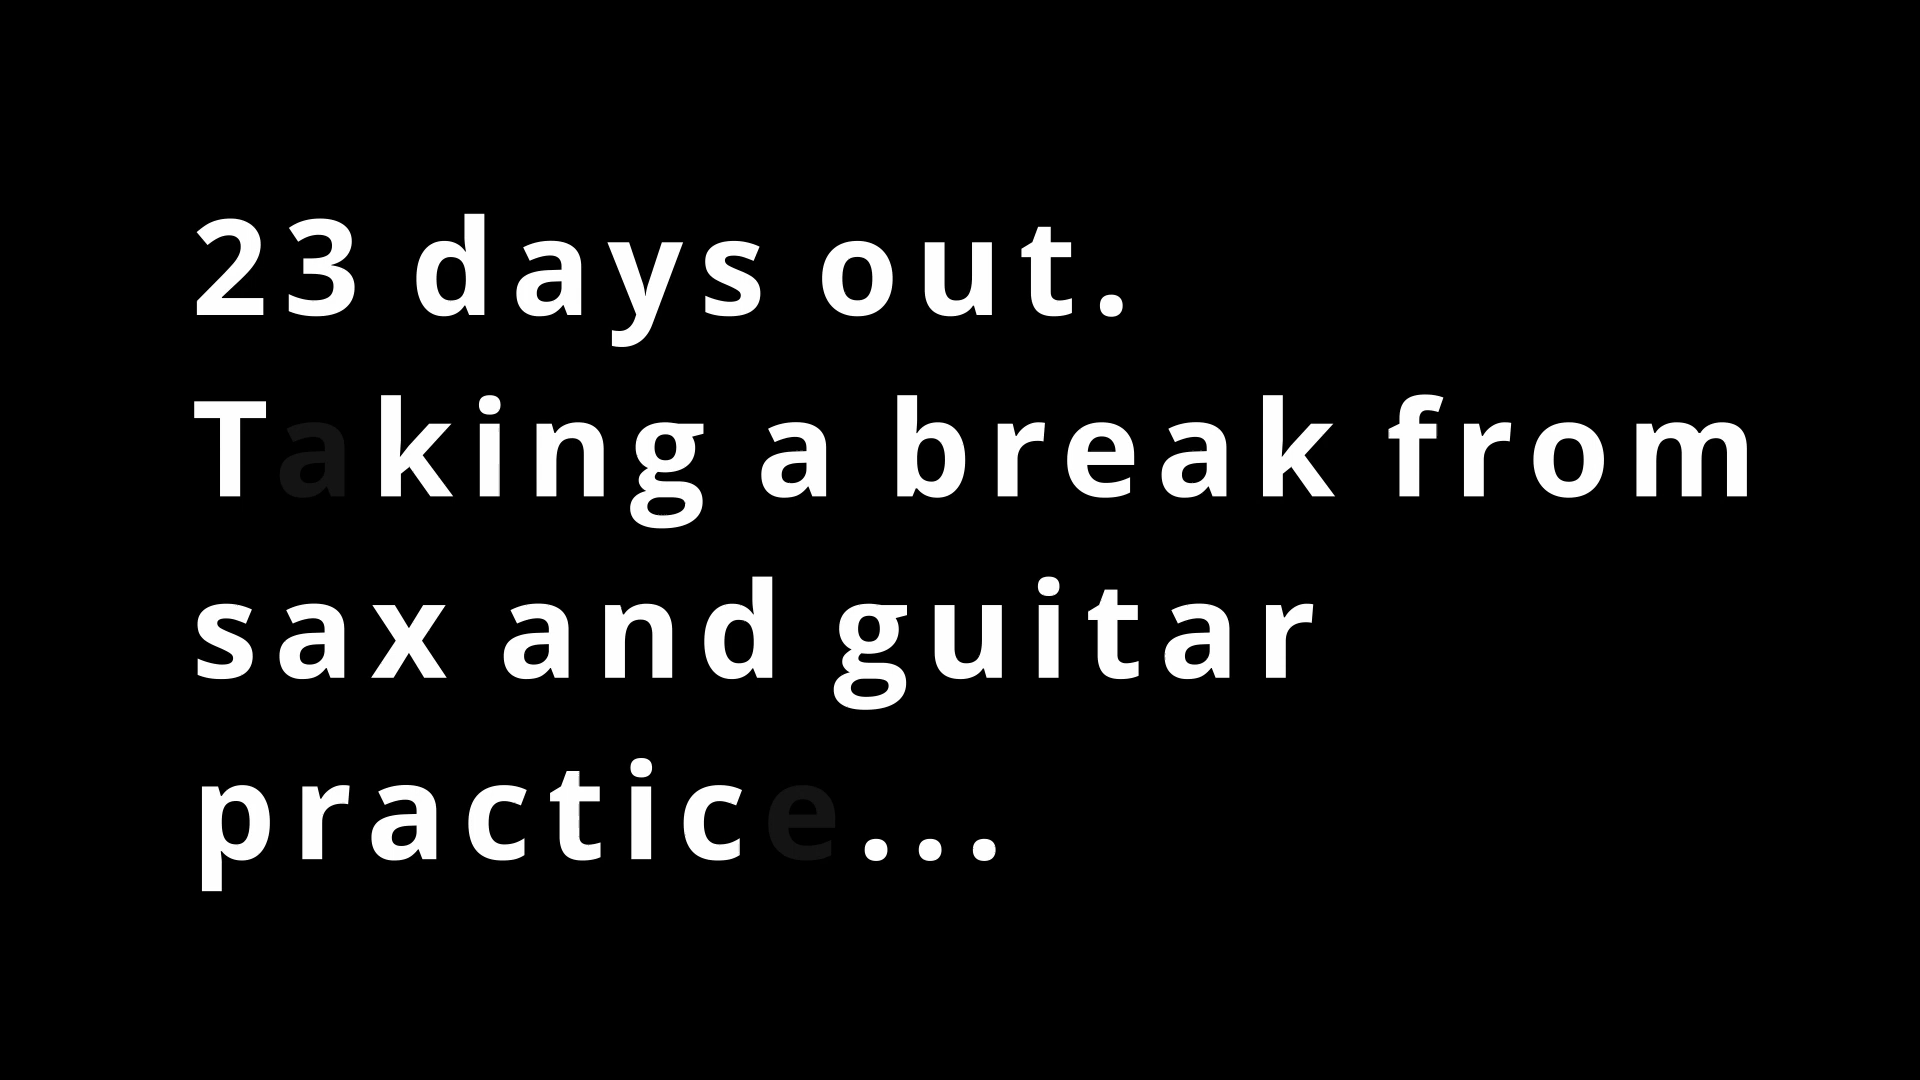 23 days out.
Taking a break from
sax and guitar
practice...